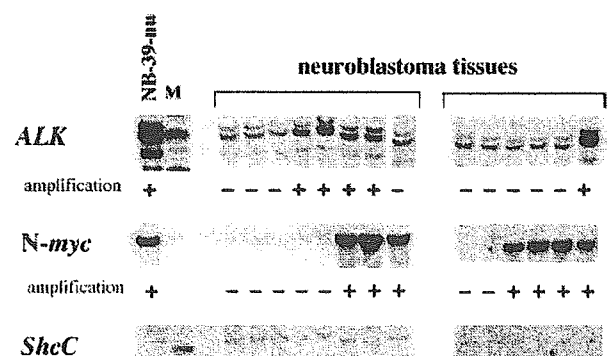 NB-39-nu
M
neuroblastoma tissues
ALK
amplification + - - - + + + + - - - - - - +
N-myc
amplification + - - - - - + + + - - + + + +
ShcC